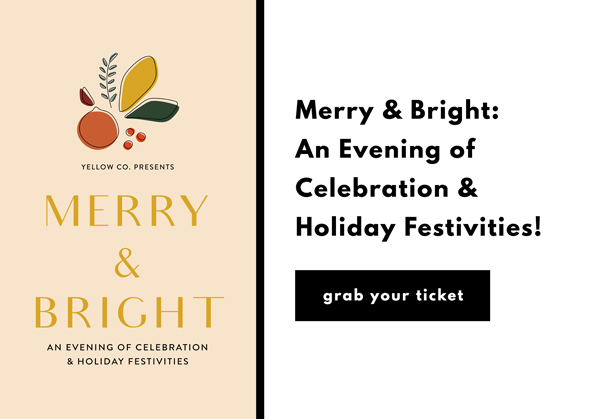 YELLOW CO. PRESENTS
MERRY
&
BRIGHT
AN EVENING OF CELEBRATION
& HOLIDAY FESTIVITIES
Merry & Bright:
An Evening of
Celebration &
Holiday Festivities!
grab your ticket